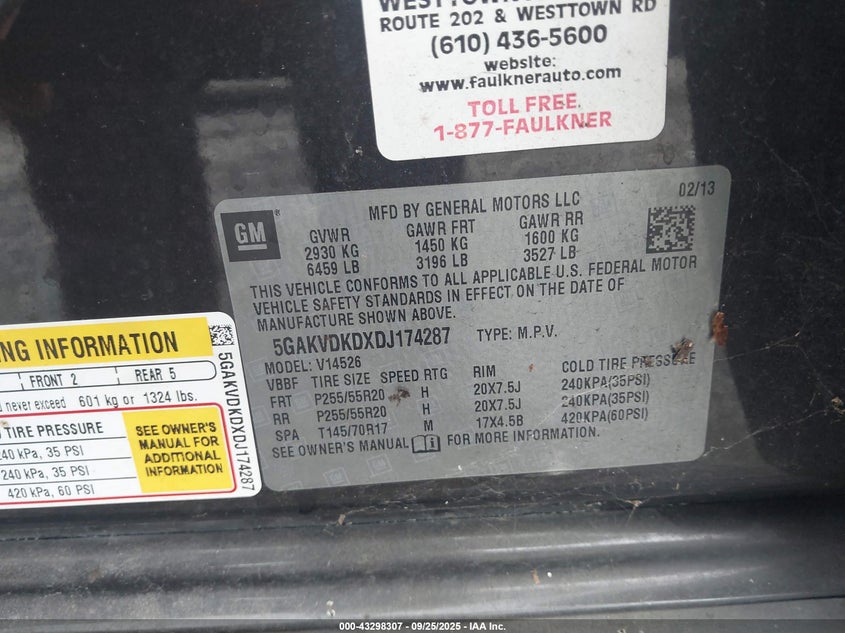 ROUTE 202 & WESTTOWN RD
(610) 436-5600
website:
www.faulknerauto.com
TOLL FREE
1-877-FAULKNER
GM
MFD BY GENERAL MOTORS LLC
02/13
GVWR GAWR FRT GAWR RR
2930 KG 1450 KG 1600 KG
6459 LB 3196 LB 3527 LB
THIS VEHICLE CONFORMS TO ALL APPLICABLE U.S. FEDERAL MOTOR
VEHICLE SAFETY STANDARDS IN EFFECT ON THE DATE OF
MANUFACTURE SHOWN ABOVE.
5GAKVDKDXDJ174287 TYPE: M.P.V.
MODEL: V14526
VBBF TIRE SIZE SPEED RTG RIM COLD TIRE PRESSURE
FRT P255/55R20 H 20X7.5J 240KPA(35PSI)
RR P255/55R20 H 20X7.5J 240KPA(35PSI)
SPA T145/70R17 M 17X4.5B 420KPA(60PSI)
SEE OWNER'S MANUAL FOR MORE INFORMATION.
NG INFORMATION
FRONT 2 REAR 5
never exceed 601 kg or 1324 lbs.
TIRE PRESSURE
240 kPa, 35 PSI
240 kPa, 35 PSI
420 kPa, 60 PSI
SEE OWNER'S
MANUAL FOR
ADDITIONAL
INFORMATION
5GAKVDKDXDJ174287
000-43298307 | 09/25/2025 - IAA Inc.